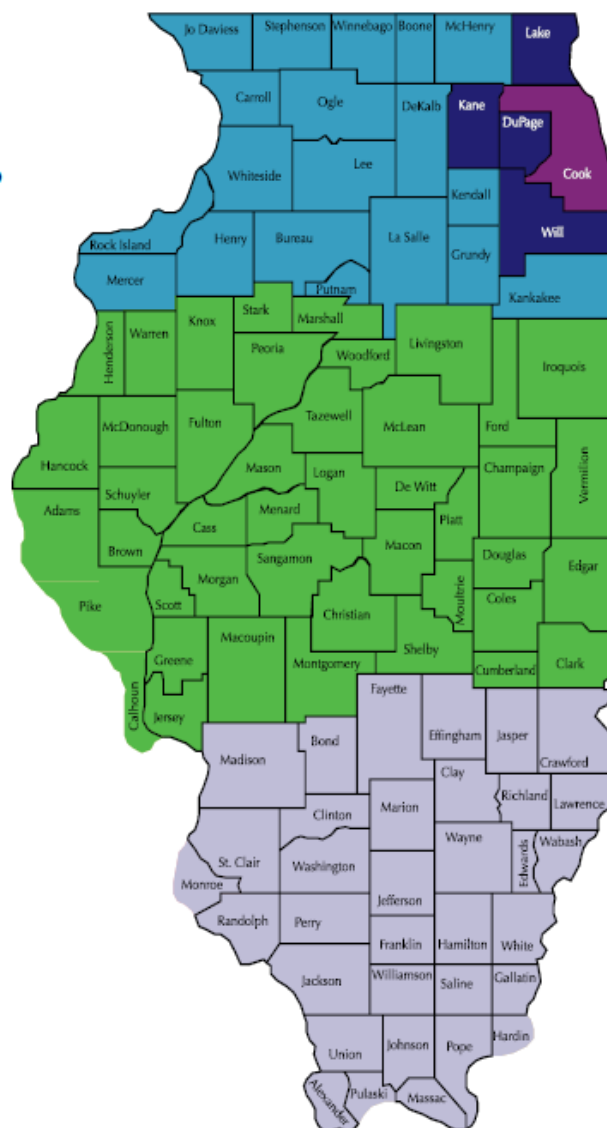 Jo Daviess
Stephenson
Winnebago
Boone
McHenry
Lake
Carroll
Ogle
DeKalb
Kane
DuPage
Cook
Whiteside
Lee
Kendall
Will
Rock Island
Henry
Bureau
La Salle
Grundy
Mercer
Putnam
Kankakee
Henderson
Warren
Knox
Stark
Marshall
Peoria
Woodford
Livingston
Iroquois
Hancock
McDonough
Fulton
Tazewell
McLean
Ford
Vermilion
Adams
Schuyler
Mason
Logan
De Witt
Champaign
Piatt
Brown
Cass
Menard
Macon
Douglas
Edgar
Pike
Scott
Morgan
Sangamon
Christian
Moultrie
Coles
Calhoun
Greene
Macoupin
Montgomery
Shelby
Cumberland
Clark
Jersey
Fayette
Effingham
Jasper
Crawford
Madison
Bond
Clay
Richland
Lawrence
Clinton
Marion
Wayne
Edwards
Wabash
St. Clair
Washington
Monroe
Jefferson
Randolph
Perry
Franklin
Hamilton
White
Jackson
Williamson
Saline
Gallatin
Union
Johnson
Pope
Hardin
Alexander
Pulaski
Massac